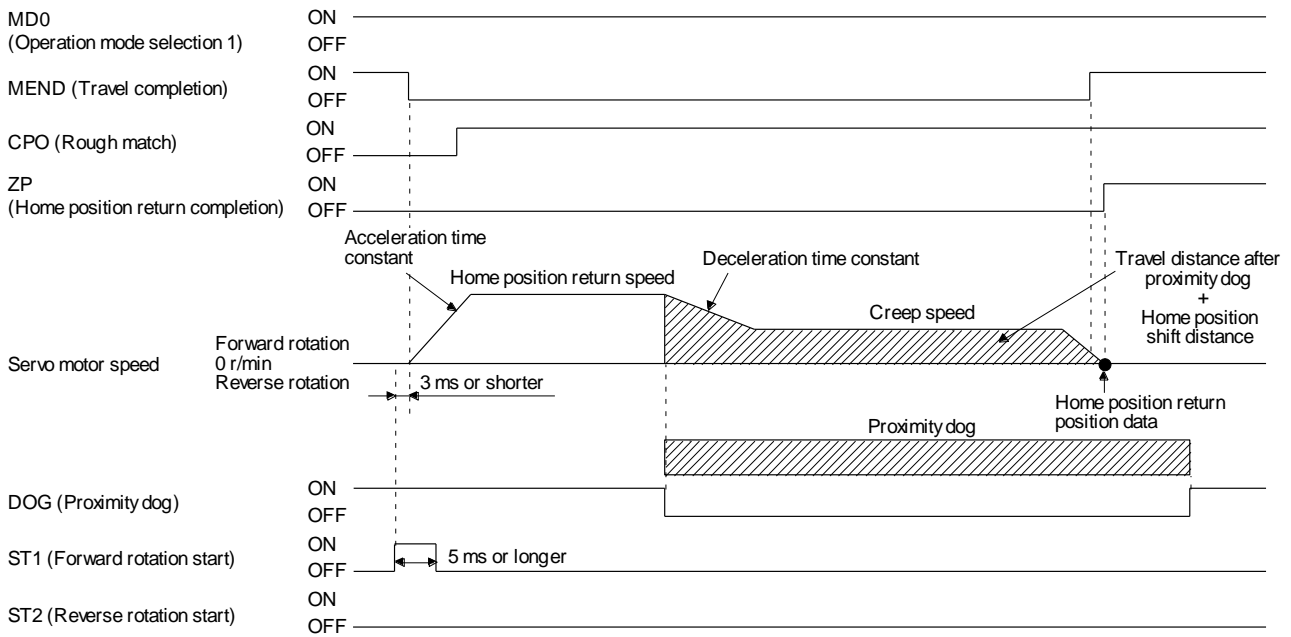 MD0
(Operation mode selection 1)
ON
OFF
MEND (Travel completion)
ON
OFF
CPO (Rough match)
ON
OFF
ZP
(Home position return completion)
ON
OFF
Acceleration time
constant
Home position return speed
Deceleration time constant
Creep speed
Travel distance after
proximity dog
+
Home position
shift distance
Servo motor speed
Forward rotation
0 r/min
Reverse rotation
3 ms or shorter
Home position return
position data
Proximity dog
DOG (Proximity dog)
ON
OFF
ST1 (Forward rotation start)
ON
OFF
5 ms or longer
ST2 (Reverse rotation start)
ON
OFF